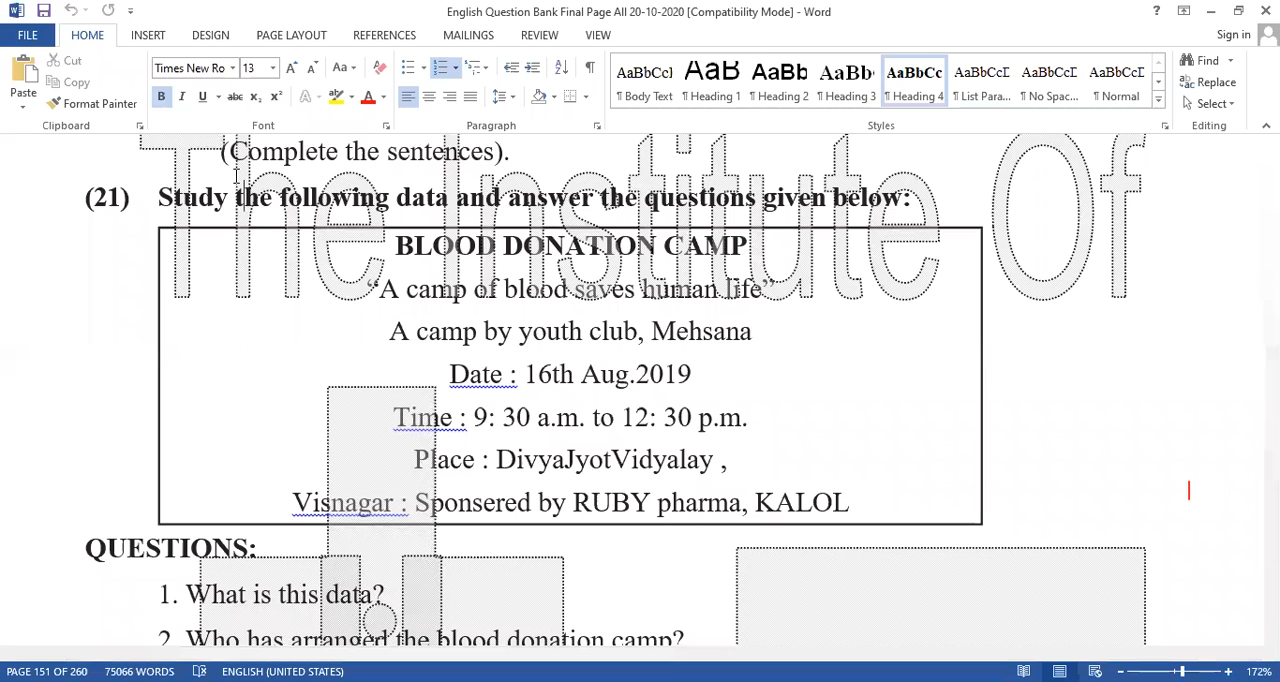 English Question Bank Final Page All 20-10-2020 [Compatibility Mode] - Word
FILE HOME INSERT DESIGN PAGE LAYOUT REFERENCES MAILINGS REVIEW VIEW Sign in
Cut
Copy
Format Painter
Paste
Clipboard
Times New Ro 13
Font
Paragraph
AaBbCcl AaB AaBb AaBb AaBbCc AaBbCcD AaBbCcD AaBbCcD
¶ Body Text ¶ Heading 1 ¶ Heading 2 ¶ Heading 3 ¶ Heading 4 ¶ List Para... ¶ No Spac... ¶ Normal
Styles
Find
Replace
Select
Editing
The Institute Of
(Complete the sentences).
(21) Study the following data and answer the questions given below:
BLOOD DONATION CAMP
“A camp of blood saves human life”
A camp by youth club, Mehsana
Date : 16th Aug.2019
Time : 9: 30 a.m. to 12: 30 p.m.
Place : DivyaJyotVidyalay ,
Visnagar : Sponsered by RUBY pharma, KALOL
QUESTIONS:
1. What is this data?
2. Who has arranged the blood donation camp?
PAGE 151 OF 260 75066 WORDS ENGLISH (UNITED STATES) 172%